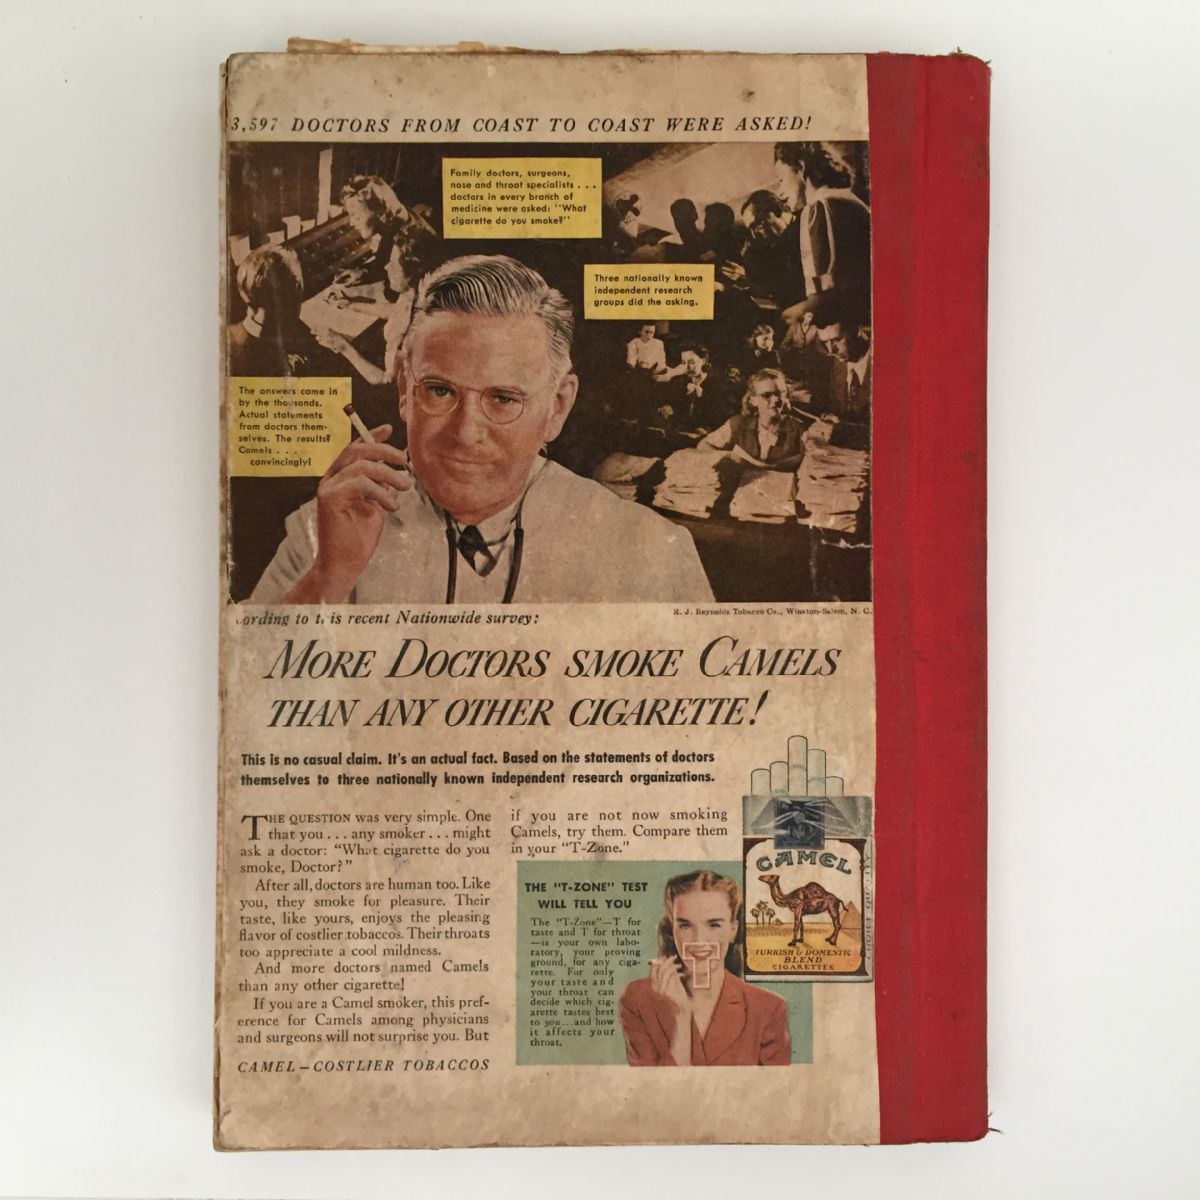 3,597 DOCTORS FROM COAST TO COAST WERE ASKED!
Family doctors, surgeons,
nose and throat specialists . . .
doctors in every branch of
medicine were asked: "What
cigarette do you smoke?"
Three nationally known
independent research
groups did the asking.
The answers came in
by the thousands.
Actual statements
from doctors them-
selves. The results?
Camels . . .
convincingly!
R. J. Reynolds Tobacco Co., Winston-Salem, N. C.
ording to t is recent Nationwide survey:
MORE DOCTORS SMOKE CAMELS
THAN ANY OTHER CIGARETTE!
This is no casual claim. It's an actual fact. Based on the statements of doctors
themselves to three nationally known independent research organizations.
THE QUESTION was very simple. One
that you . . . any smoker . . . might
ask a doctor: "What cigarette do you
smoke, Doctor?"
After all, doctors are human too. Like
you, they smoke for pleasure. Their
taste, like yours, enjoys the pleasing
flavor of costlier tobaccos. Their throats
too appreciate a cool mildness.
And more doctors named Camels
than any other cigarette!
If you are a Camel smoker, this pref-
erence for Camels among physicians
and surgeons will not surprise you. But
if you are not now smoking
Camels, try them. Compare them
in your "T-Zone."
THE "T-ZONE" TEST
WILL TELL YOU
The "T-Zone"—T for
taste and T for throat
—is your own labo-
ratory, your proving
ground, for any ciga-
rette. For only
your taste and
your throat can
decide which cig-
arette tastes best
to you . . . and how
it affects your
throat.
T
CAMEL
TURKISH & DOMESTIC
BLEND
CIGARETTES
CAMEL—COSTLIER TOBACCOS